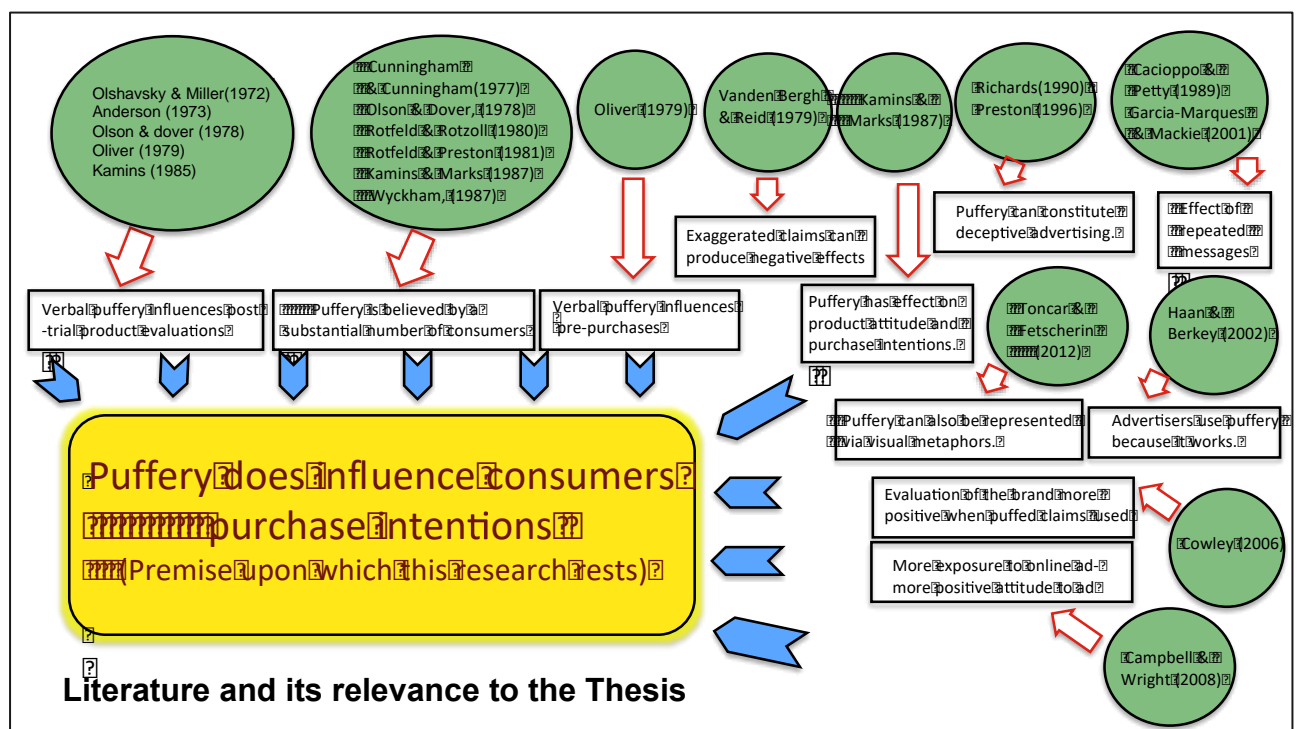 Olshavsky & Miller(1972)
Anderson (1973)
Olson & dover (1978)
Oliver (1979)
Kamins (1985)
Cunningham
& Cunningham (1977)
Olson & Dover, (1978)
Rotfeld & Rotzoll (1980)
Rotfeld & Preston (1981)
Kamins & Marks (1987)
Wyckham, (1987)
Oliver (1979)
Vanden Bergh
& Reid (1979)
Kamins &
Marks (1987)
Richards (1990)
Preston (1996)
Cacioppo &
Petty (1989)
Garcia-Marques
& Mackie (2001)
Verbal puffery influences post
-trial product evaluations
Puffery is believed by a
substantial number of consumers
Verbal puffery influences
pre-purchases
Exaggerated claims can
produce negative effects
Puffery has effect on
product attitude and
purchase intentions.
Puffery can constitute
deceptive advertising.
Effect of
repeated
messages
Toncar &
Fetscherin
(2012)
Haan &
Berkey (2002)
Puffery can also be represented
via visual metaphors.
Advertisers use puffery
because it works.
Evaluation of the brand more
positive when puffed claims used
Cowley (2006)
More exposure to online ad-
more positive attitude to ad
Campbell &
Wright (2008)
Puffery does influence consumers
purchase intentions
(Premise upon which this research rests)
Literature and its relevance to the Thesis